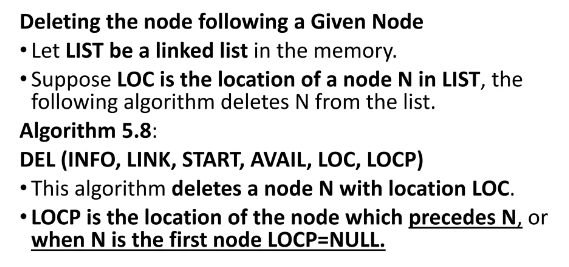 Deleting the node following a Given Node
• Let LIST be a linked list in the memory.
• Suppose LOC is the location of a node N in LIST, the
following algorithm deletes N from the list.
Algorithm 5.8:
DEL (INFO, LINK, START, AVAIL, LOC, LOCP)
• This algorithm deletes a node N with location LOC.
• LOCP is the location of the node which precedes N, or
when N is the first node LOCP=NULL.